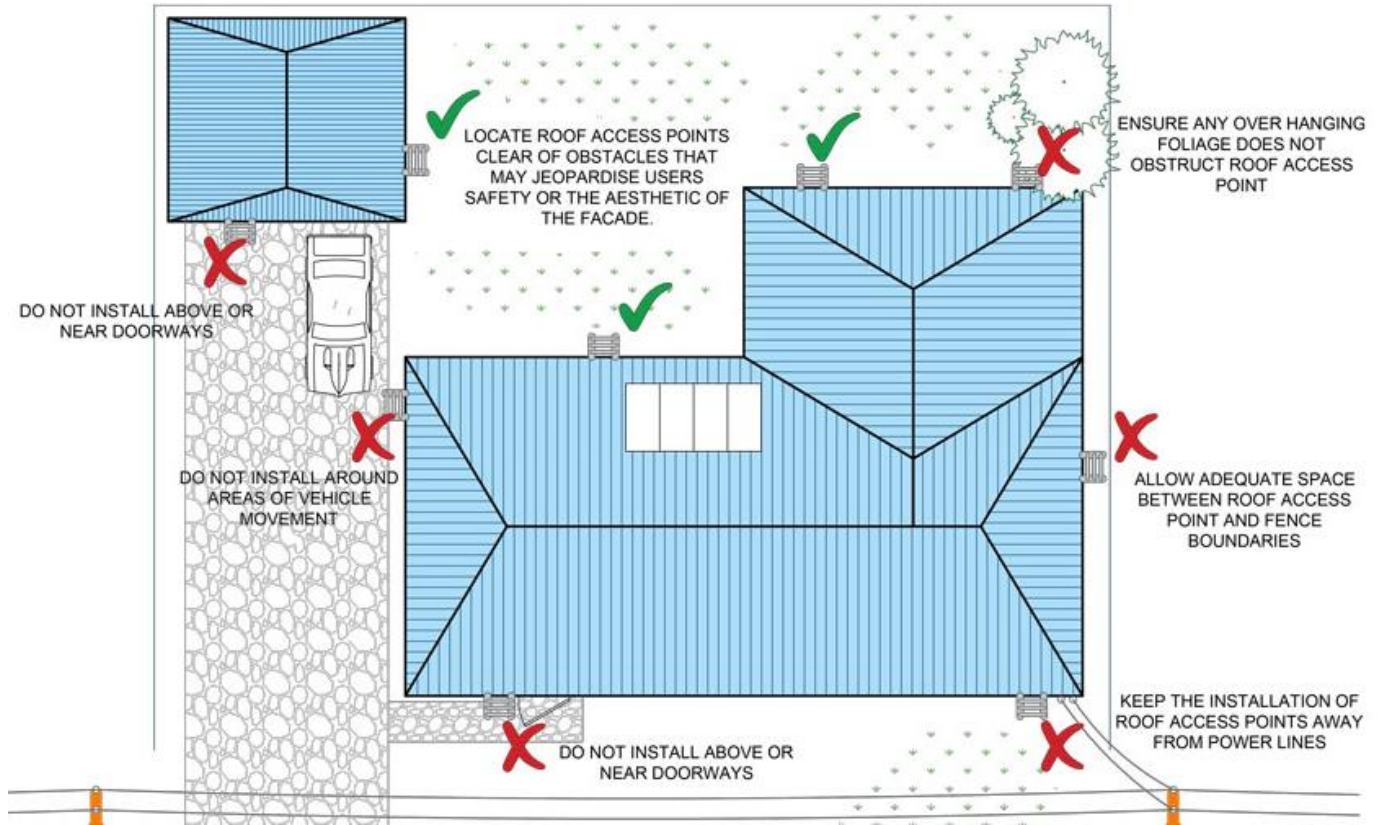 LOCATE ROOF ACCESS POINTS
CLEAR OF OBSTACLES THAT
MAY JEOPARDISE USERS
SAFETY OR THE AESTHETIC OF
THE FACADE.
ENSURE ANY OVER HANGING
FOLIAGE DOES NOT
OBSTRUCT ROOF ACCESS
POINT
DO NOT INSTALL ABOVE OR
NEAR DOORWAYS
DO NOT INSTALL AROUND
AREAS OF VEHICLE
MOVEMENT
ALLOW ADEQUATE SPACE
BETWEEN ROOF ACCESS
POINT AND FENCE
BOUNDARIES
DO NOT INSTALL ABOVE OR
NEAR DOORWAYS
KEEP THE INSTALLATION OF
ROOF ACCESS POINTS AWAY
FROM POWER LINES